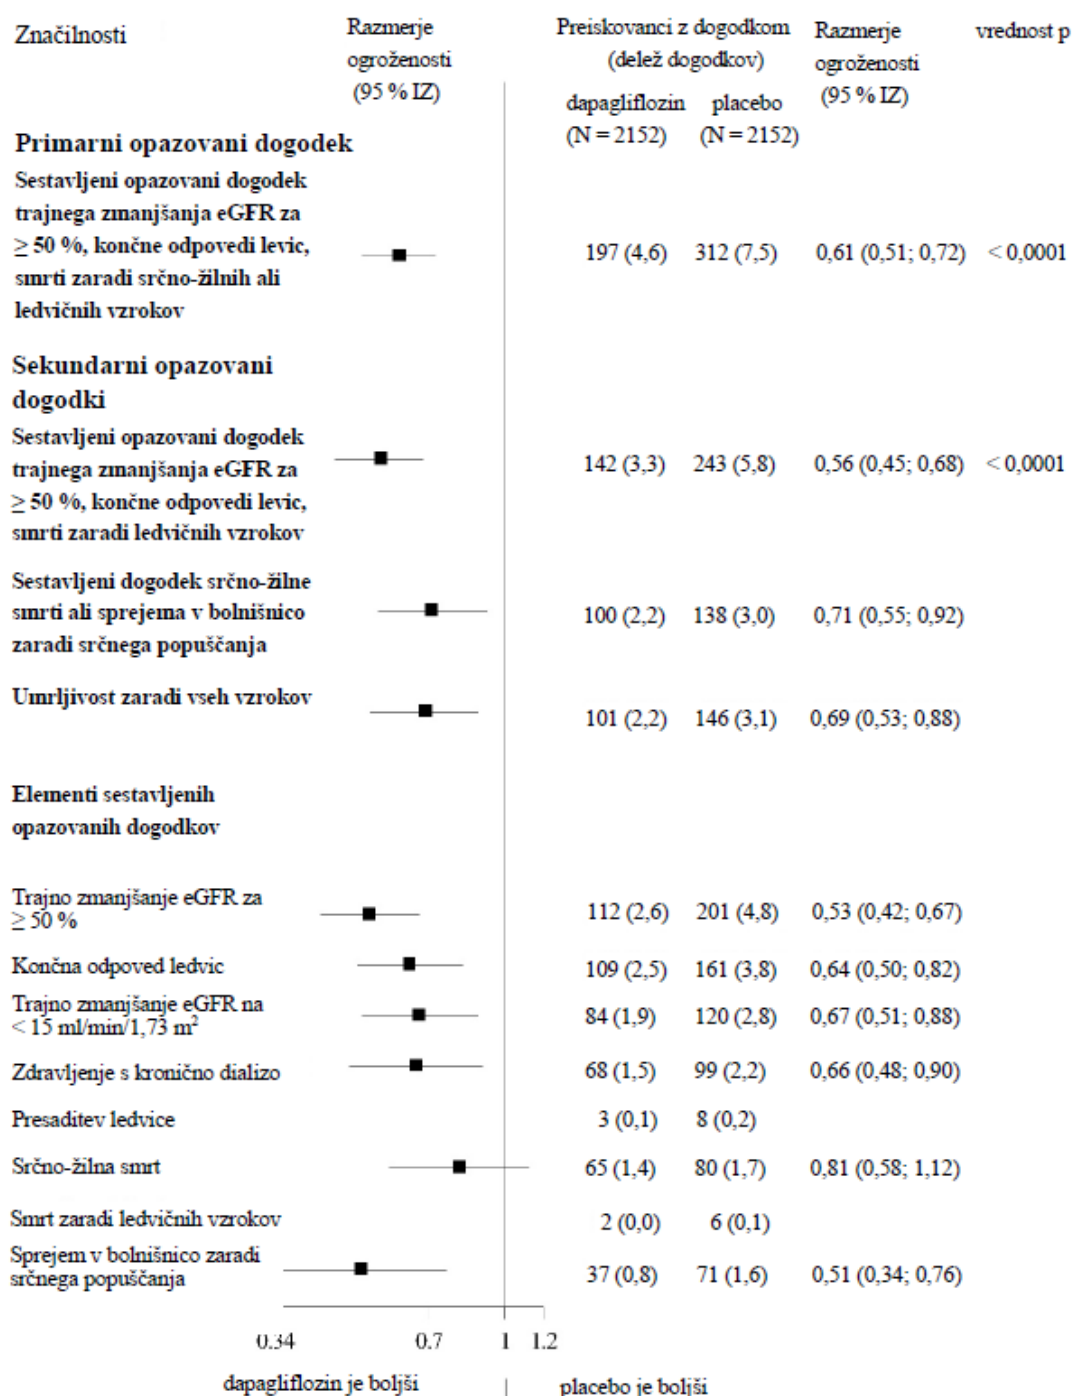 Značilnosti
Razmerje
ogroženosti
(95 % IZ)
Preiskovanci z dogodkom
(delež dogodkov)
dapagliflozin placebo
(N = 2152) (N = 2152)
Razmerje
ogroženosti
(95 % IZ)
vrednost p
Primarni opazovani dogodek
Sestavljeni opazovani dogodek
trajnega zmanjšanja eGFR za
≥ 50 %, končne odpovedi levic,
smrti zaradi srčno-žilnih ali
ledvičnih vzrokov
197 (4,6) 312 (7,5) 0,61 (0,51; 0,72) < 0,0001
Sekundarni opazovani
dogodki
Sestavljeni opazovani dogodek
trajnega zmanjšanja eGFR za
≥ 50 %, končne odpovedi levic,
smrti zaradi ledvičnih vzrokov
142 (3,3) 243 (5,8) 0,56 (0,45; 0,68) < 0,0001
Sestavljeni dogodek srčno-žilne
smrti ali sprejema v bolnišnico
zaradi srčnega popuščanja
100 (2,2) 138 (3,0) 0,71 (0,55; 0,92)
Umrljivost zaradi vseh vzrokov
101 (2,2) 146 (3,1) 0,69 (0,53; 0,88)
Elementi sestavljenih
opazovanih dogodkov
Trajno zmanjšanje eGFR za
≥ 50 %
112 (2,6) 201 (4,8) 0,53 (0,42; 0,67)
Končna odpoved ledvic
109 (2,5) 161 (3,8) 0,64 (0,50; 0,82)
Trajno zmanjšanje eGFR na
< 15 ml/min/1,73 m²
84 (1,9) 120 (2,8) 0,67 (0,51; 0,88)
Zdravljenje s kronično dializo
68 (1,5) 99 (2,2) 0,66 (0,48; 0,90)
Presaditev ledvice
3 (0,1) 8 (0,2)
Srčno-žilna smrt
65 (1,4) 80 (1,7) 0,81 (0,58; 1,12)
Smrt zaradi ledvičnih vzrokov
2 (0,0) 6 (0,1)
Sprejem v bolnišnico zaradi
srčnega popuščanja
37 (0,8) 71 (1,6) 0,51 (0,34; 0,76)
0.34 0.7 1 1.2
dapagliflozin je boljši placebo je boljši